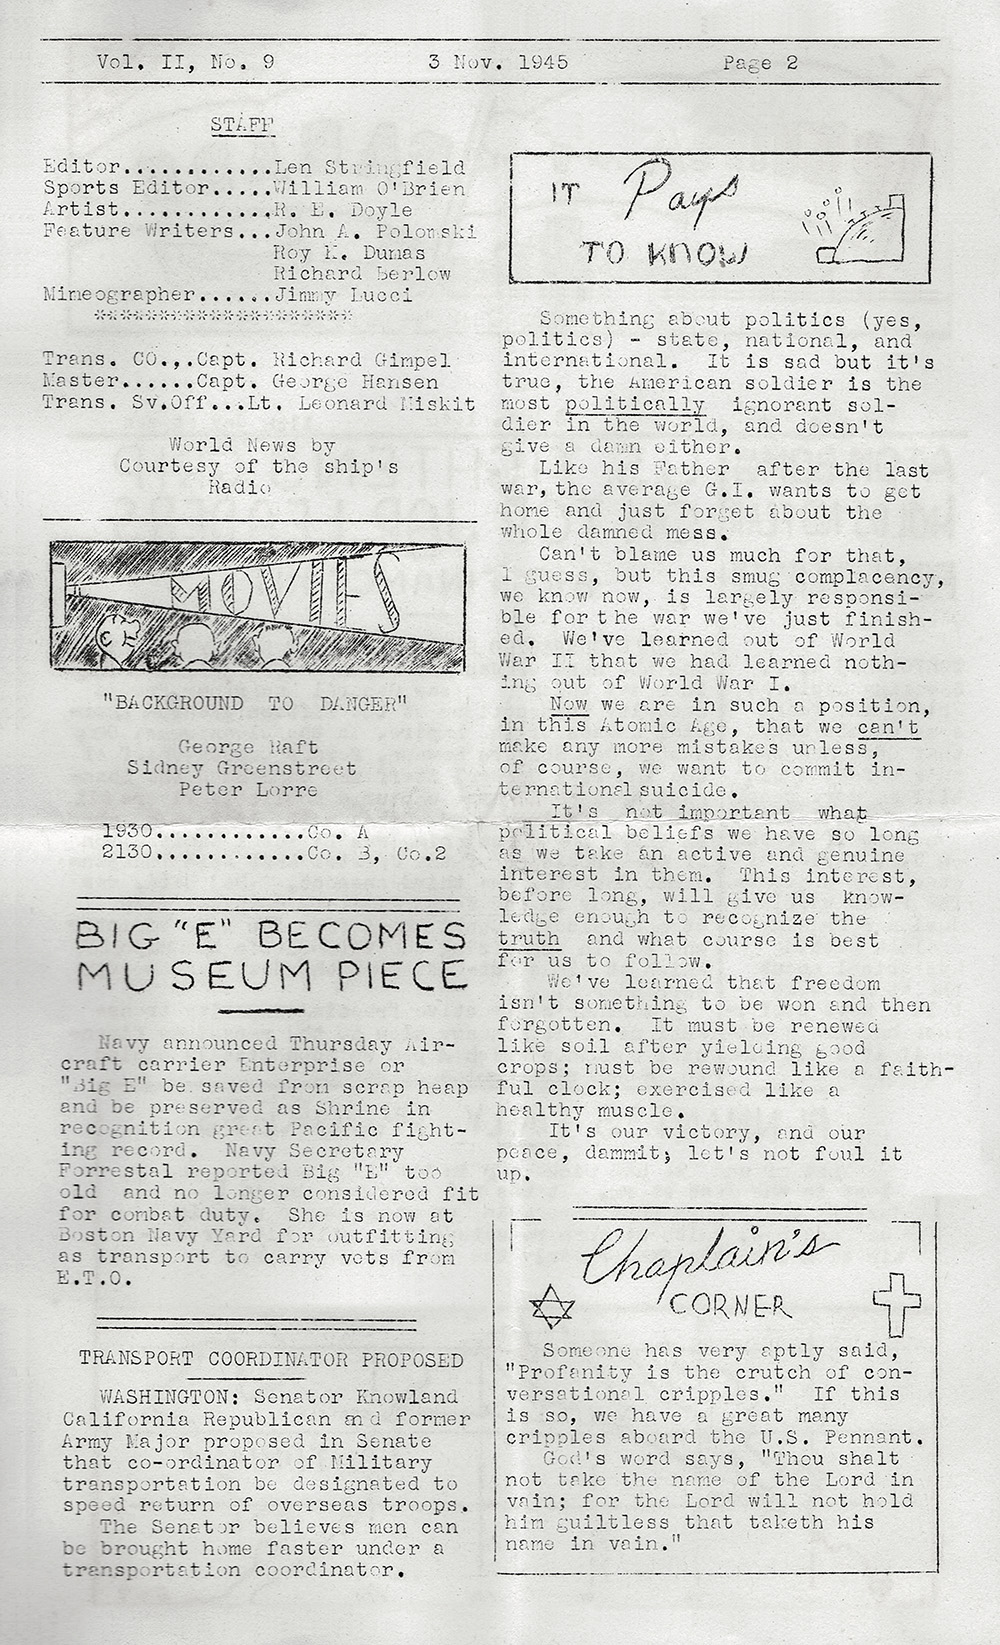 Vol. II, No. 9 3 Nov. 1945 Page 2
STAFF
Editor............Len Stringfield
Sports Editor.....William O'Brien
Artist............R. E. Doyle
Feature Writers...John A. Polomski
Roy K. Dumas
Richard Berlow
Mimeographer......Jimmy Lucci
********************
Trans. CO.,.Capt. Richard Gimpel
Master......Capt. George Hansen
Trans. Sv.Off...Lt. Leonard Miskit
World News by
Courtesy of the ship's
Radio
MOVIES
"BACKGROUND TO DANGER"
George Raft
Sidney Greenstreet
Peter Lorre
1930............Co. A
2130............Co. B, Co.2
BIG "E" BECOMES
MUSEUM PIECE
Navy announced Thursday Air-
craft carrier Enterprise or
"Big E" be saved from scrap heap
and be preserved as Shrine in
recognition great Pacific fight-
ing record. Navy Secretary
Forrestal reported Big "E" too
old and no longer considered fit
for combat duty. She is now at
Boston Navy Yard for outfitting
as transport to carry vets from
E.T.O.
TRANSPORT COORDINATOR PROPOSED
WASHINGTON: Senator Knowland
California Republican and former
Army Major proposed in Senate
that co-ordinator of Military
transportation be designated to
speed return of overseas troops.
The Senator believes men can
be brought home faster under a
transportation coordinator.
IT Pays
TO KNOW
Something about politics (yes,
politics) - state, national, and
international. It is sad but it's
true, the American soldier is the
most politically ignorant sol-
dier in the world, and doesn't
give a damn either.
Like his Father after the last
war, the average G.I. wants to get
home and just forget about the
whole damned mess.
Can't blame us much for that,
I guess, but this smug complacency,
we know now, is largely responsi-
ble for the war we've just finish-
ed. We've learned out of World
War II that we had learned noth-
ing out of World War I.
Now we are in such a position,
in this Atomic Age, that we can't
make any more mistakes unless,
of course, we want to commit in-
ternational suicide.
It's not important what
political beliefs we have so long
as we take an active and genuine
interest in them. This interest,
before long, will give us know-
ledge enough to recognize the
truth and what course is best
for us to follow.
We've learned that freedom
isn't something to be won and then
forgotten. It must be renewed
like soil after yielding good
crops; must be rewound like a faith-
ful clock; exercised like a
healthy muscle.
It's our victory, and our
peace, dammit; let's not foul it
up.
Chaplain's
CORNER
Someone has very aptly said,
"Profanity is the crutch of con-
versational cripples." If this
is so, we have a great many
cripples aboard the U.S. Pennant.
God's word says, "Thou shalt
not take the name of the Lord in
vain; for the Lord will not hold
him guiltless that taketh his
name in vain."